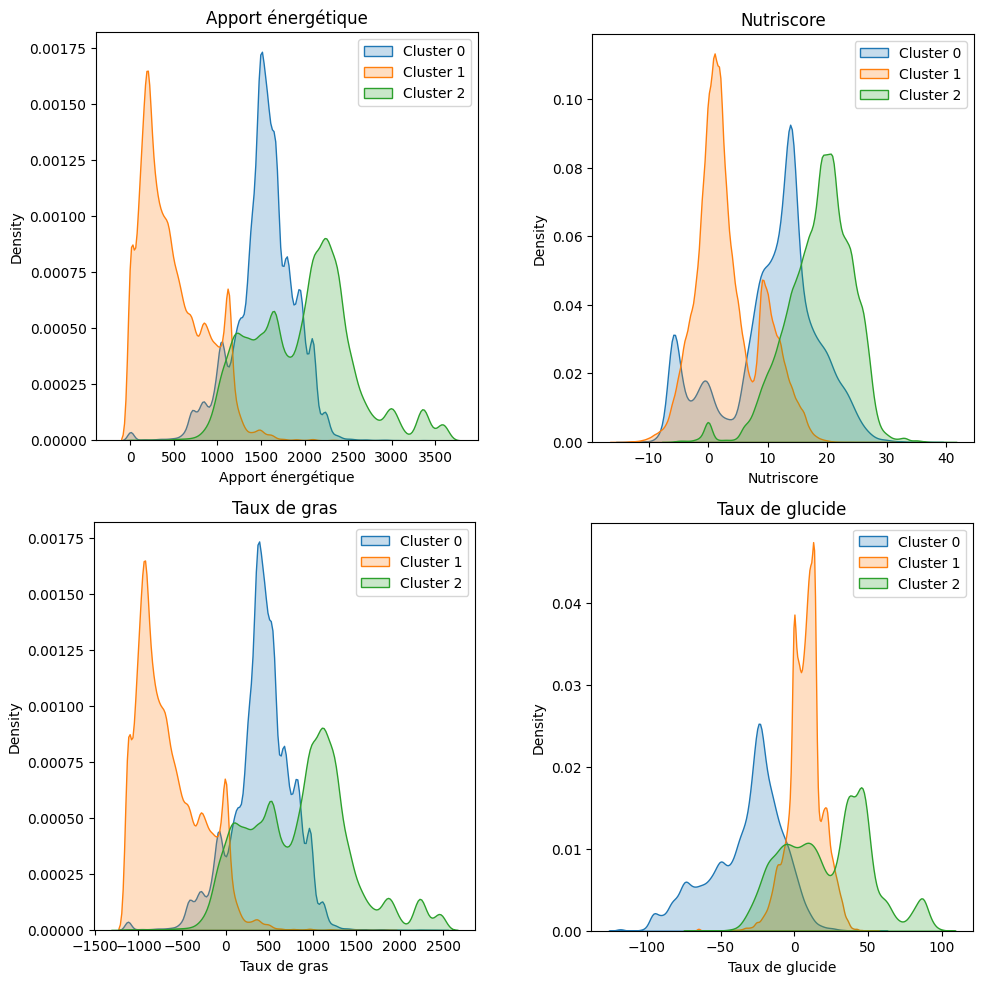 Apport énergétique
Cluster 0
Cluster 1
Cluster 2
0.00175
0.00150
0.00125
0.00100
0.00075
0.00050
0.00025
0.00000
Density
0 500 1000 1500 2000 2500 3000 3500
Apport énergétique
Nutriscore
Cluster 0
Cluster 1
Cluster 2
0.10
0.08
0.06
0.04
0.02
0.00
Density
−10 0 10 20 30 40
Nutriscore
Taux de gras
Cluster 0
Cluster 1
Cluster 2
0.00175
0.00150
0.00125
0.00100
0.00075
0.00050
0.00025
0.00000
Density
−1500 −1000 −500 0 500 1000 1500 2000 2500
Taux de gras
Taux de glucide
Cluster 0
Cluster 1
Cluster 2
0.04
0.03
0.02
0.01
0.00
Density
−100 −50 0 50 100
Taux de glucide